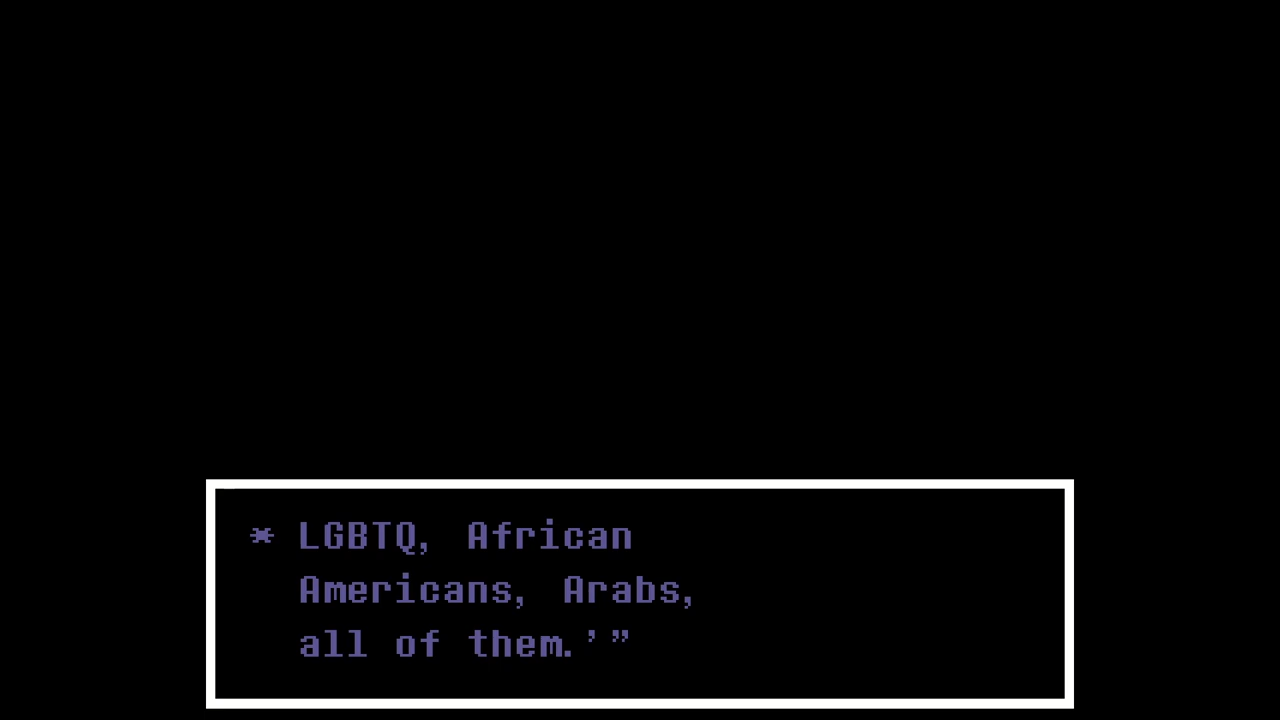 * LGBTQ, African
Americans, Arabs,
all of them.'”